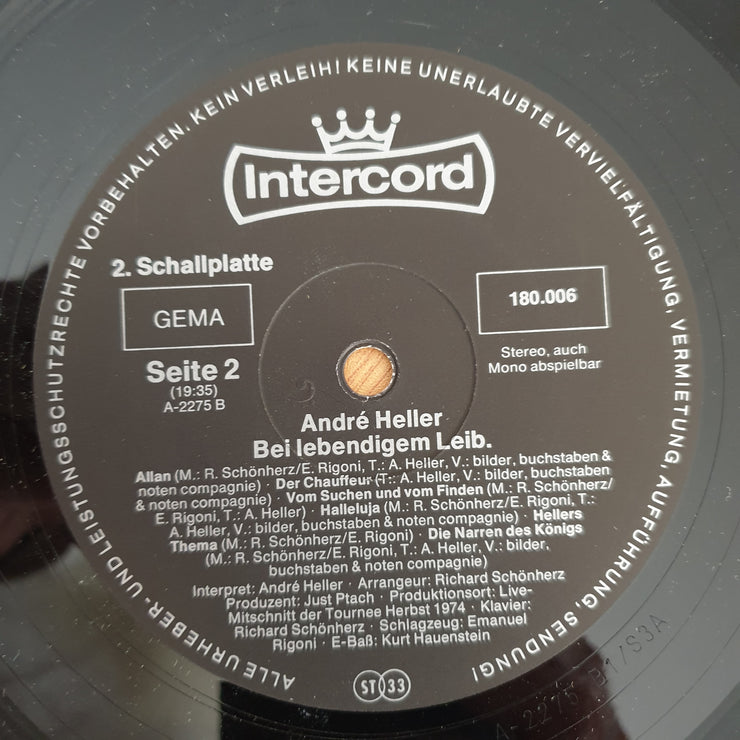 ALLE URHEBER- UND LEISTUNGSSCHUTZRECHTE VORBEHALTEN. KEIN VERLEIH! KEINE UNERLAUBTE VERVIELFÄLTIGUNG, VERMIETUNG, AUFFÜHRUNG, SENDUNG!
Intercord
2. Schallplatte
GEMA
180.006
Seite 2
(19:35)
A-2275 B
Stereo, auch
Mono abspielbar
André Heller
Bei lebendigem Leib.
Allan (M.: R. Schönherz/E. Rigoni, T.: A. Heller, V.: bilder, buchstaben &
noten compagnie) · Der Chauffeur (T.: A. Heller, V.: bilder, buchstaben
& noten compagnie) · Vom Suchen und vom Finden (M.: R. Schönherz/
E. Rigoni, T.: A. Heller) · Halleluja (M.: R. Schönherz/E. Rigoni, T.:
A. Heller, V.: bilder, buchstaben & noten compagnie) · Hellers
Thema (M.: R. Schönherz/E. Rigoni) · Die Narren des Königs
(M.: R. Schönherz/E. Rigoni, T.: A. Heller, V.: bilder,
buchstaben & noten compagnie)
Interpret: André Heller · Arrangeur: Richard Schönherz
Produzent: Just Ptach · Produktionsort: Live-
Mitschnitt der Tournee Herbst 1974 · Klavier:
Richard Schönherz · Schlagzeug: Emanuel
Rigoni · E-Baß: Kurt Hauenstein
ST 33
A-2275 B1/S3A